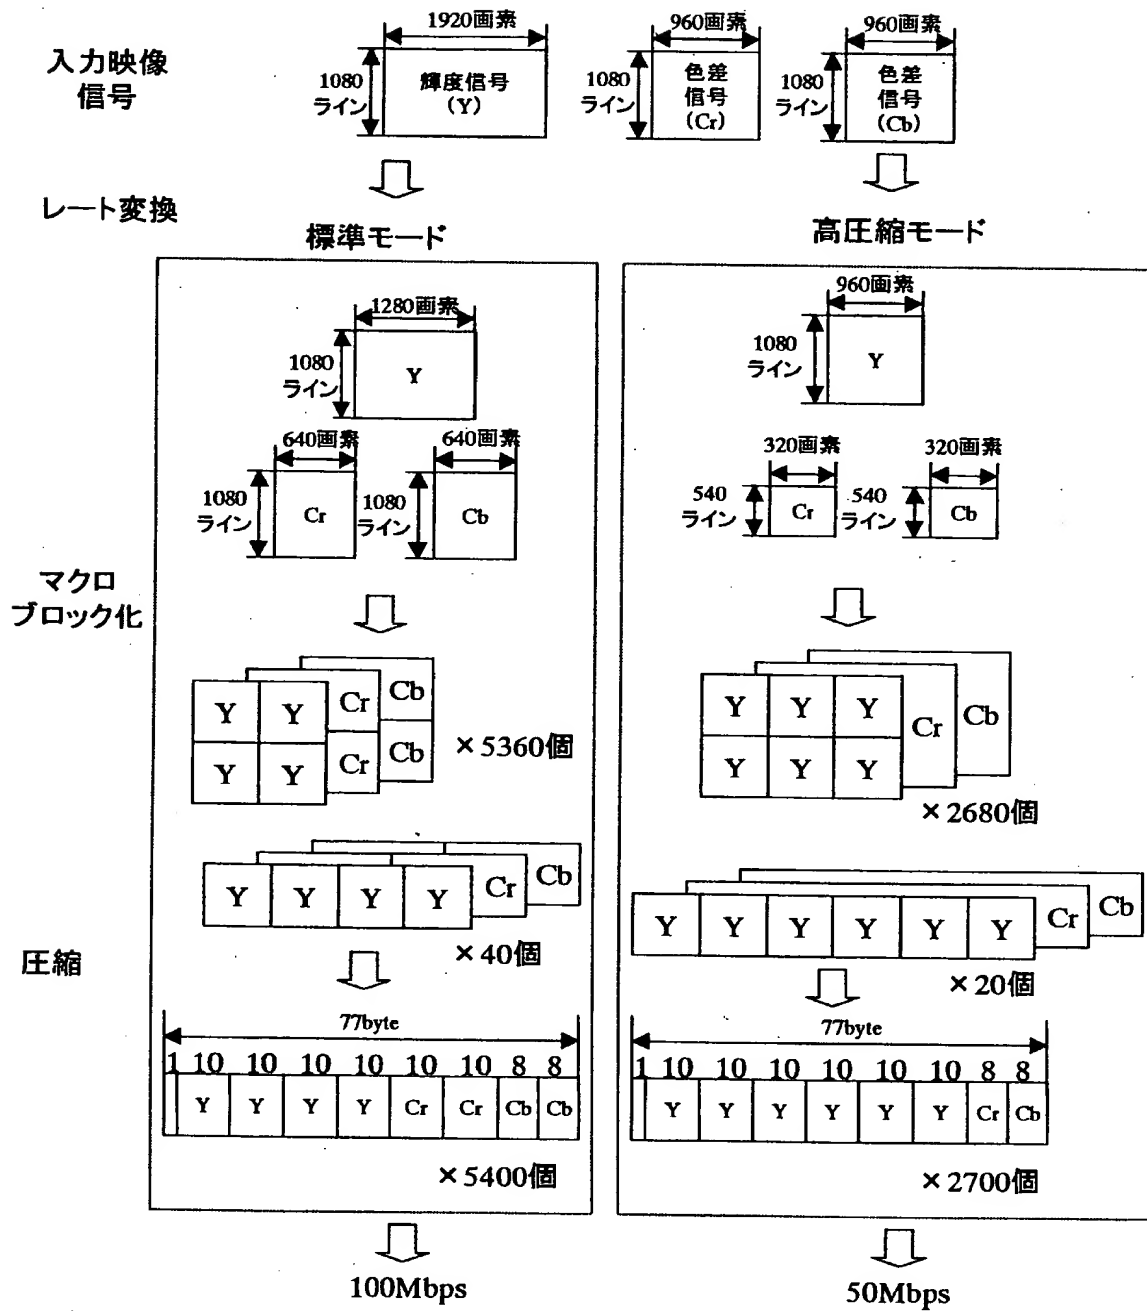 入力映像
信号
1920画素
1080
ライン
輝度信号
(Y)
960画素
1080
ライン
色差
信号
(Cr)
960画素
1080
ライン
色差
信号
(Cb)
レート変換
標準モード
高圧縮モード
1280画素
1080
ライン
Y
640画素
1080
ライン
Cr
640画素
1080
ライン
Cb
960画素
1080
ライン
Y
320画素
540
ライン
Cr
320画素
540
ライン
Cb
マクロ
ブロック化
Y Y Cr Cb
Y Y Cr Cb
×5360個
Y Y Y Cr Cb
Y Y Y
×2680個
Y Y Y Y Cr Cb
×40個
Y Y Y Y Y Y Cr Cb
×20個
圧縮
77byte
1 10 10 10 10 10 10 8 8
Y Y Y Y Cr Cr Cb Cb
×5400個
77byte
1 10 10 10 10 10 10 8 8
Y Y Y Y Y Y Cr Cb
×2700個
100Mbps
50Mbps